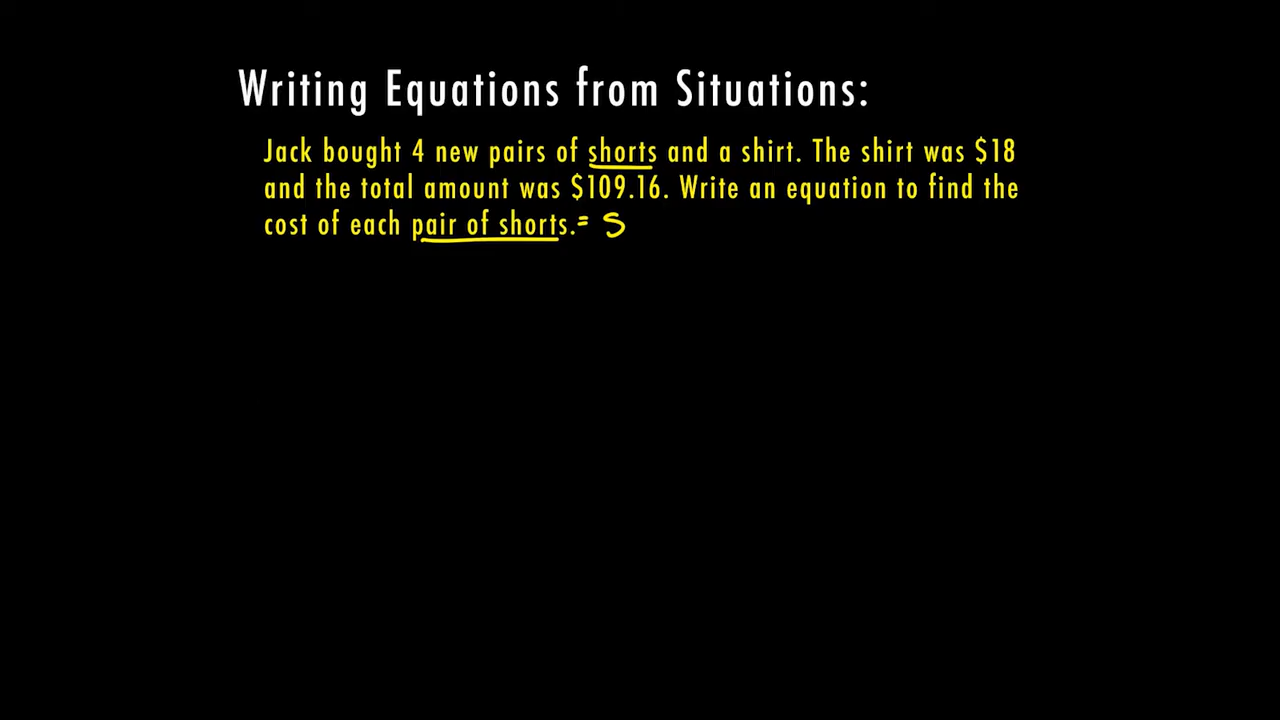 Writing Equations from Situations:
Jack bought 4 new pairs of shorts and a shirt. The shirt was $18
and the total amount was $109.16. Write an equation to find the
cost of each pair of shorts.= S